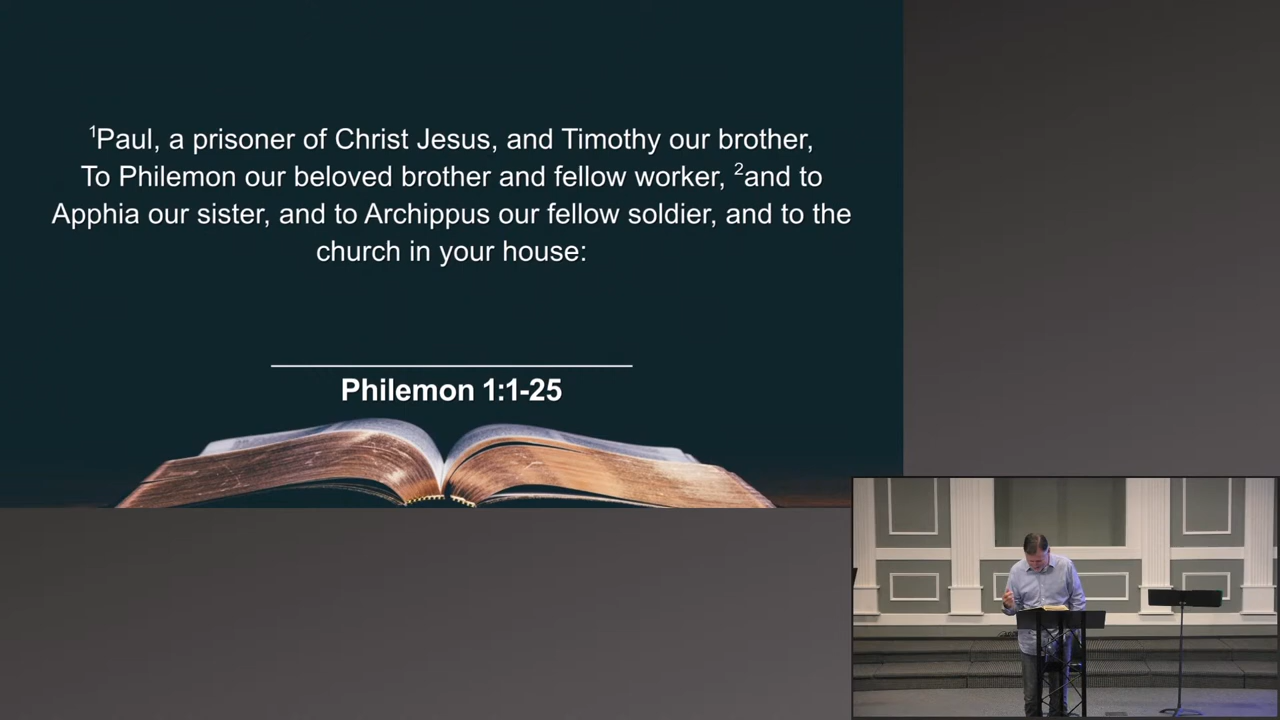 ¹Paul, a prisoner of Christ Jesus, and Timothy our brother,
To Philemon our beloved brother and fellow worker, ²and to
Apphia our sister, and to Archippus our fellow soldier, and to the
church in your house:
Philemon 1:1-25